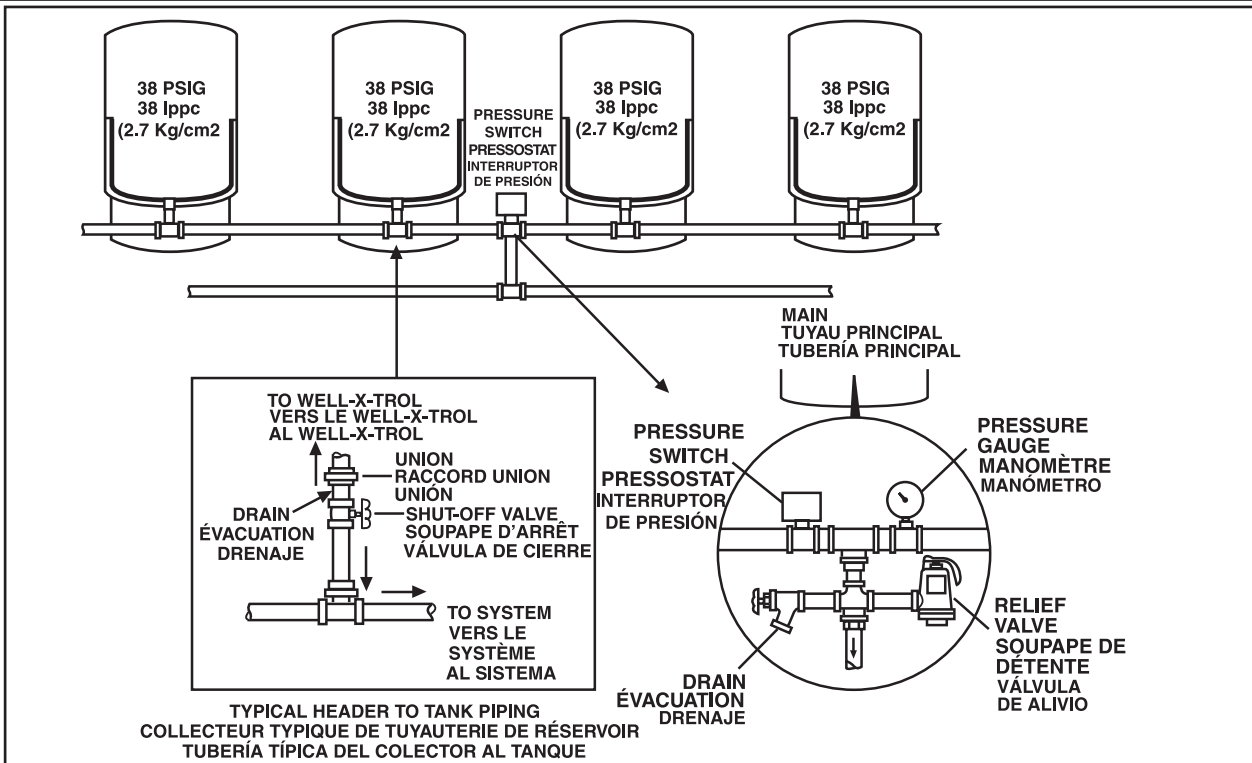 38 PSIG
38 lppc
(2.7 Kg/cm2
38 PSIG
38 lppc
(2.7 Kg/cm2
PRESSURE
SWITCH
PRESSOSTAT
INTERRUPTOR
DE PRESIÓN
38 PSIG
38 lppc
(2.7 Kg/cm2
38 PSIG
38 lppc
(2.7 Kg/cm2
MAIN
TUYAU PRINCIPAL
TUBERÍA PRINCIPAL
TO WELL-X-TROL
VERS LE WELL-X-TROL
AL WELL-X-TROL
UNION
RACCORD UNION
UNIÓN
DRAIN
ÉVACUATION
DRENAJE
SHUT-OFF VALVE
SOUPAPE D'ARRÊT
VÁLVULA DE CIERRE
TO SYSTEM
VERS LE
SYSTÈME
AL SISTEMA
TYPICAL HEADER TO TANK PIPING
COLLECTEUR TYPIQUE DE TUYAUTERIE DE RÉSERVOIR
TUBERÍA TÍPICA DEL COLECTOR AL TANQUE
PRESSURE
SWITCH
PRESSOSTAT
INTERRUPTOR
DE PRESIÓN
PRESSURE
GAUGE
MANOMÈTRE
MANÓMETRO
DRAIN
ÉVACUATION
DRENAJE
RELIEF
VALVE
SOUPAPE DE
DÉTENTE
VÁLVULA
DE ALIVIO